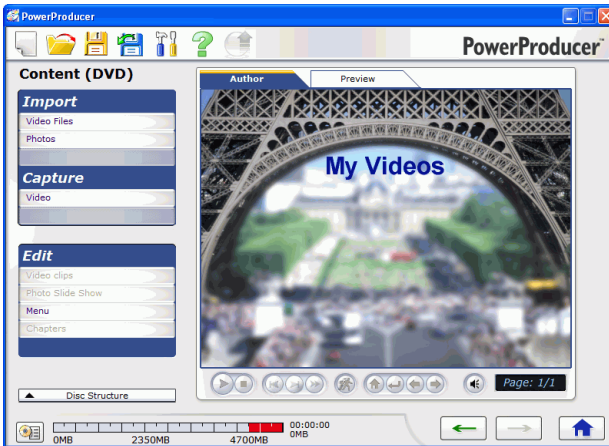 PowerProducer
PowerProducer™
Content (DVD)
Author
Preview
Import
Video Files
Photos
Capture
Video
Edit
Video clips
Photo Slide Show
Menu
Chapters
My Videos
Page: 1/1
Disc Structure
00:00:00
0MB
0MB
2350MB
4700MB